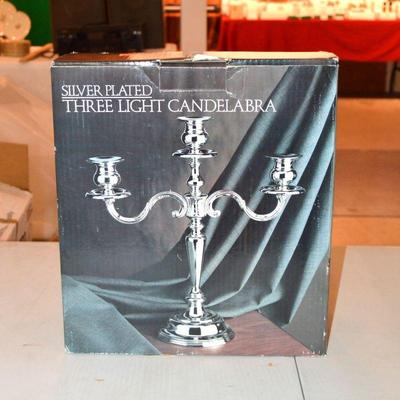 SILVER PLATED
THREE LIGHT CANDELABRA